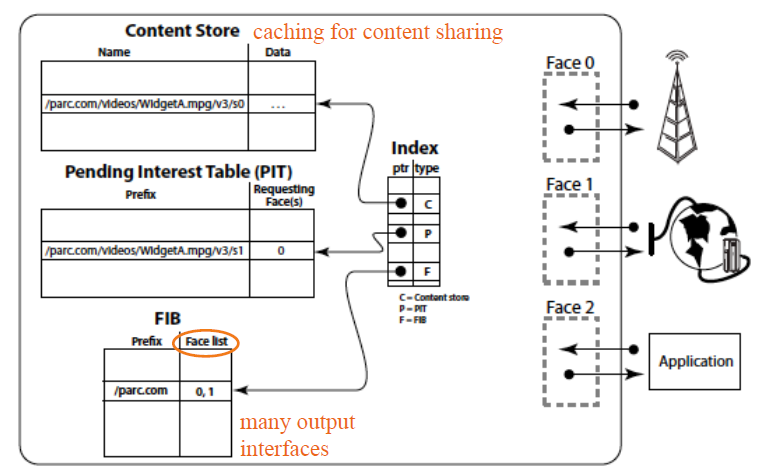 Content Store caching for content sharing
Name Data
/parc.com/videos/WidgetA.mpg/v3/s0 ...
Pending Interest Table (PIT)
Prefix Requesting
Face(s)
/parc.com/videos/WidgetA.mpg/v3/s1 0
FIB
Prefix Face list
/parc.com 0, 1
many output
interfaces
Index
ptr type
C
P
F
C = Content store
P = PIT
F = FIB
Face 0
Face 1
Face 2
Application